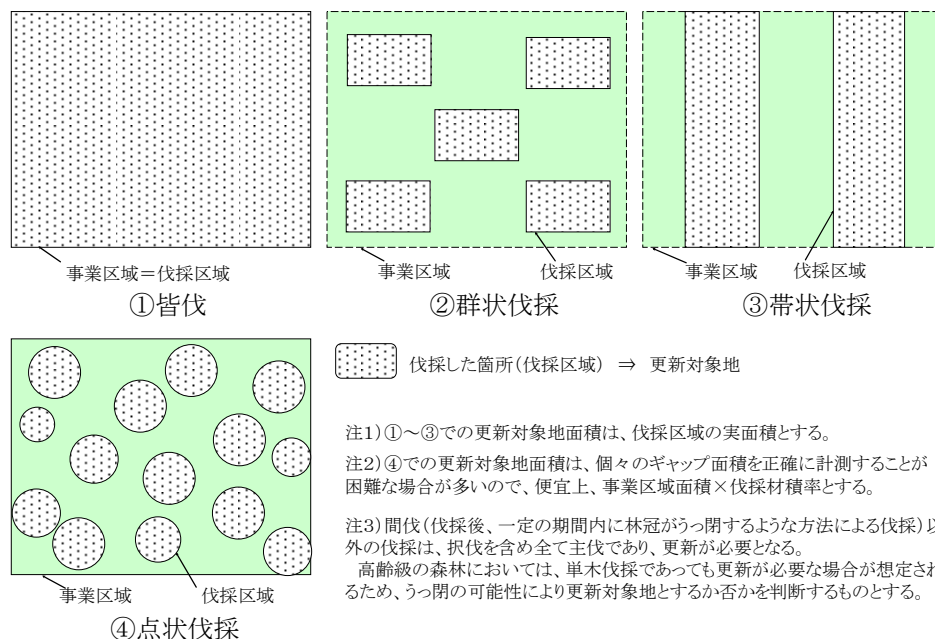 事業区域＝伐採区域
①皆伐
事業区域
伐採区域
②群状伐採
事業区域
伐採区域
③帯状伐採
伐採した箇所(伐採区域) ⇒ 更新対象地
注1)①～③での更新対象地面積は、伐採区域の実面積とする。
注2)④での更新対象地面積は、個々のギャップ面積を正確に計測することが
困難な場合が多いので、便宜上、事業区域面積×伐採材積率とする。
注3)間伐(伐採後、一定の期間内に林冠がうっ閉するような方法による伐採)以
外の伐採は、択伐を含め全て主伐であり、更新が必要となる。
高齢級の森林においては、単木伐採であっても更新が必要な場合が想定され
るため、うっ閉の可能性により更新対象地とするか否かを判断するものとする。
事業区域
伐採区域
④点状伐採